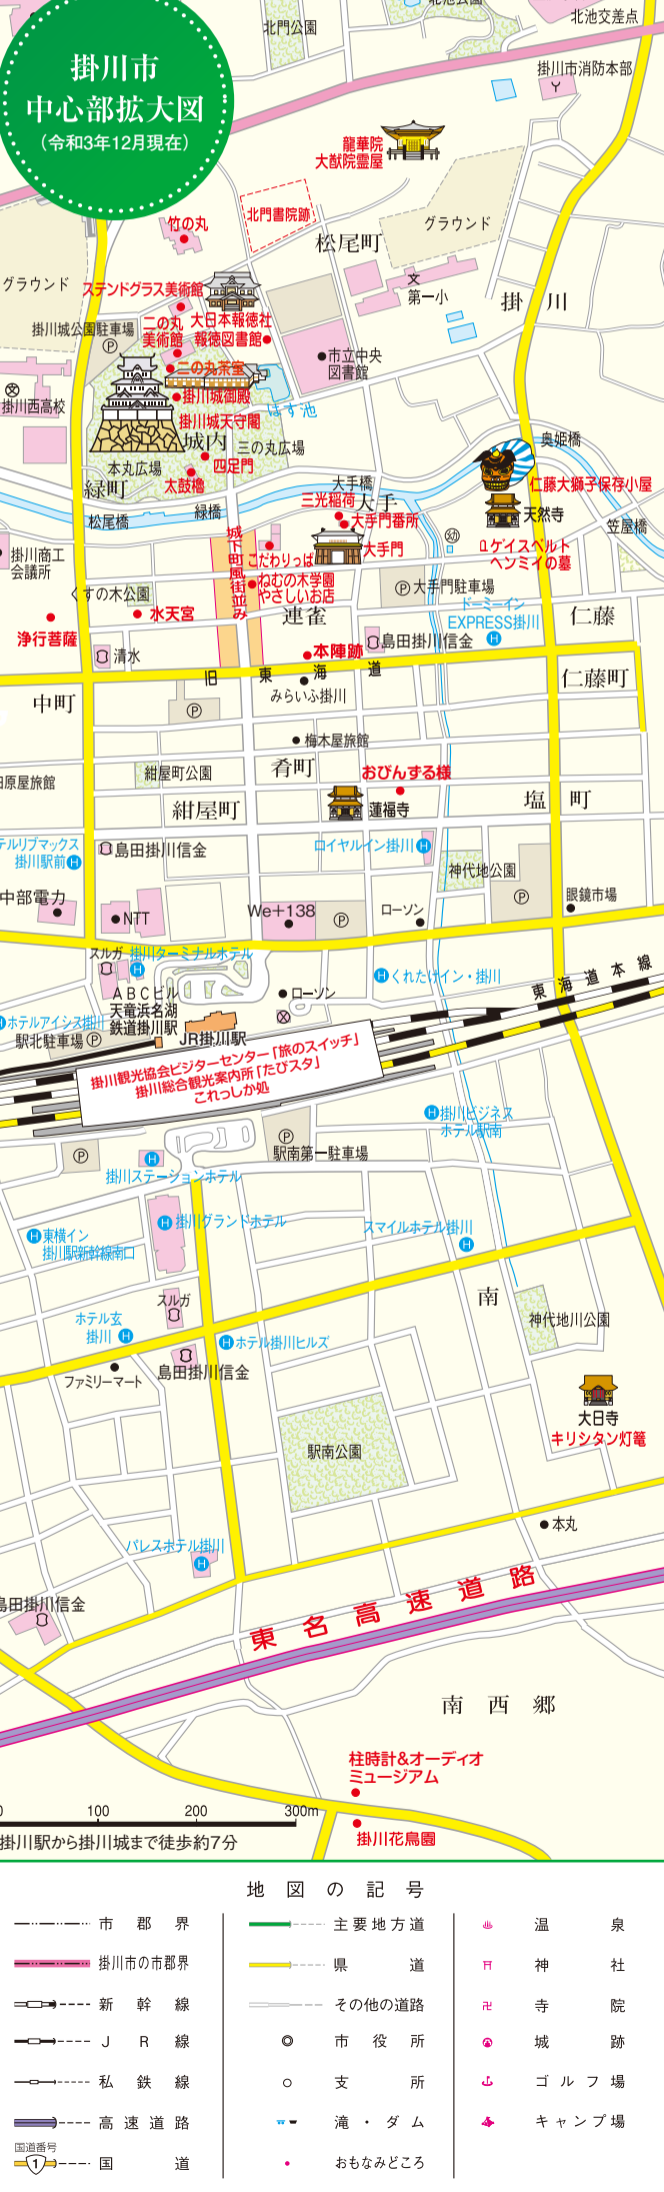 北池公園
北池交差点
北門公園
掛川市
中心部拡大図
（令和3年12月現在）
掛川市消防本部
龍華院
大猷院霊屋
竹の丸
北門書院跡
松尾町
グラウンド
グラウンド
ステンドグラス美術館
文
第一小
掛川
掛川城公園駐車場
P
二の丸
美術館
大日本報徳社
報徳図書館
市立中央
図書館
二の丸茶室
掛川城御殿
掛川西高校
はす池
掛川城天守閣
城内
三の丸広場
奥姫橋
本丸広場
四足門
緑町
太鼓櫓
大手橋
仁藤大獅子保存小屋
三光稲荷
大手
天然寺
松尾橋
緑橋
大手門番所
笠屋橋
城下町風街並み
幼
ゲイスベルト
ヘンミイの墓
掛川商工
会議所
こだわりっぱ
大手門
くすの木公園
ねむの木学園
やさしいお店
P
大手門駐車場
ドーミーイン
EXPRESS掛川
H
水天宮
連雀
仁藤
浄行菩薩
清水
本陣跡
島田掛川信金
旧東海道
みらいふ掛川
仁藤町
中町
P
梅木屋旅館
肴町
紺屋町公園
おびんずる様
原屋旅館
紺屋町
蓮福寺
塩町
テルリブマックス
掛川駅前
H
島田掛川信金
ロイヤルイン掛川
H
神代地公園
中部電力
NTT
We+138
P
ローソン
P
眼鏡市場
スルガ
掛川ターミナルホテル
H
くれたけイン・掛川
H
ABCビル
ローソン
天竜浜名湖
鉄道掛川駅
東海道本線
ホテルアイシス掛川
駅北駐車場
P
JR掛川駅
掛川観光協会ビジターセンター「旅のスイッチ」
掛川総合観光案内所「たびスタ」
これっしか処
H
掛川ビジネス
ホテル駅南
P
P
駅南第一駐車場
H
掛川ステーションホテル
H
掛川グランドホテル
スマイルホテル掛川
H
H
東横イン
掛川駅新幹線南口
南
スルガ
ホテル玄
掛川
H
神代地川公園
H
ホテル掛川ヒルズ
島田掛川信金
ファミリーマート
大日寺
キリシタン灯篭
駅南公園
本丸
パレスホテル掛川
H
島田掛川信金
東名高速道路
南西郷
柱時計&オーディオ
ミュージアム
0 100 200 300m
掛川駅から掛川城まで徒歩約7分
掛川花鳥園
地図の記号
市郡界
掛川市の市郡界
新幹線
JR線
私鉄線
高速道路
国道番号
1
国道
主要地方道
県道
その他の道路
市役所
支所
滝・ダム
おもなみどころ
温泉
神社
寺院
城跡
ゴルフ場
キャンプ場